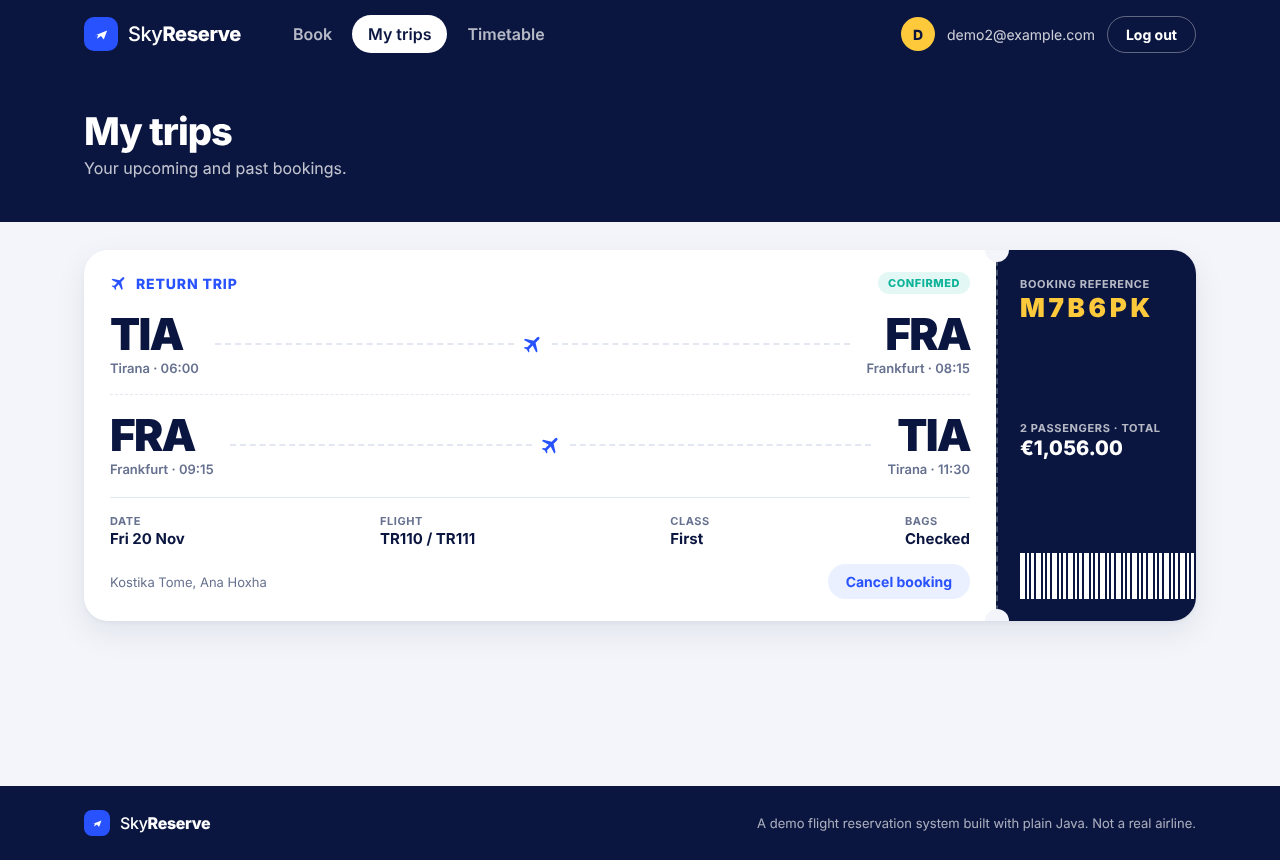 SkyReserve
Book
My trips
Timetable
D
demo2@example.com
Log out
My trips
Your upcoming and past bookings.
RETURN TRIP
CONFIRMED
TIA
Tirana · 06:00
FRA
Frankfurt · 08:15
FRA
Frankfurt · 09:15
TIA
Tirana · 11:30
DATE
Fri 20 Nov
FLIGHT
TR110 / TR111
CLASS
First
BAGS
Checked
Kostika Tome, Ana Hoxha
Cancel booking
BOOKING REFERENCE
M7B6PK
2 PASSENGERS · TOTAL
€1,056.00
SkyReserve
A demo flight reservation system built with plain Java. Not a real airline.